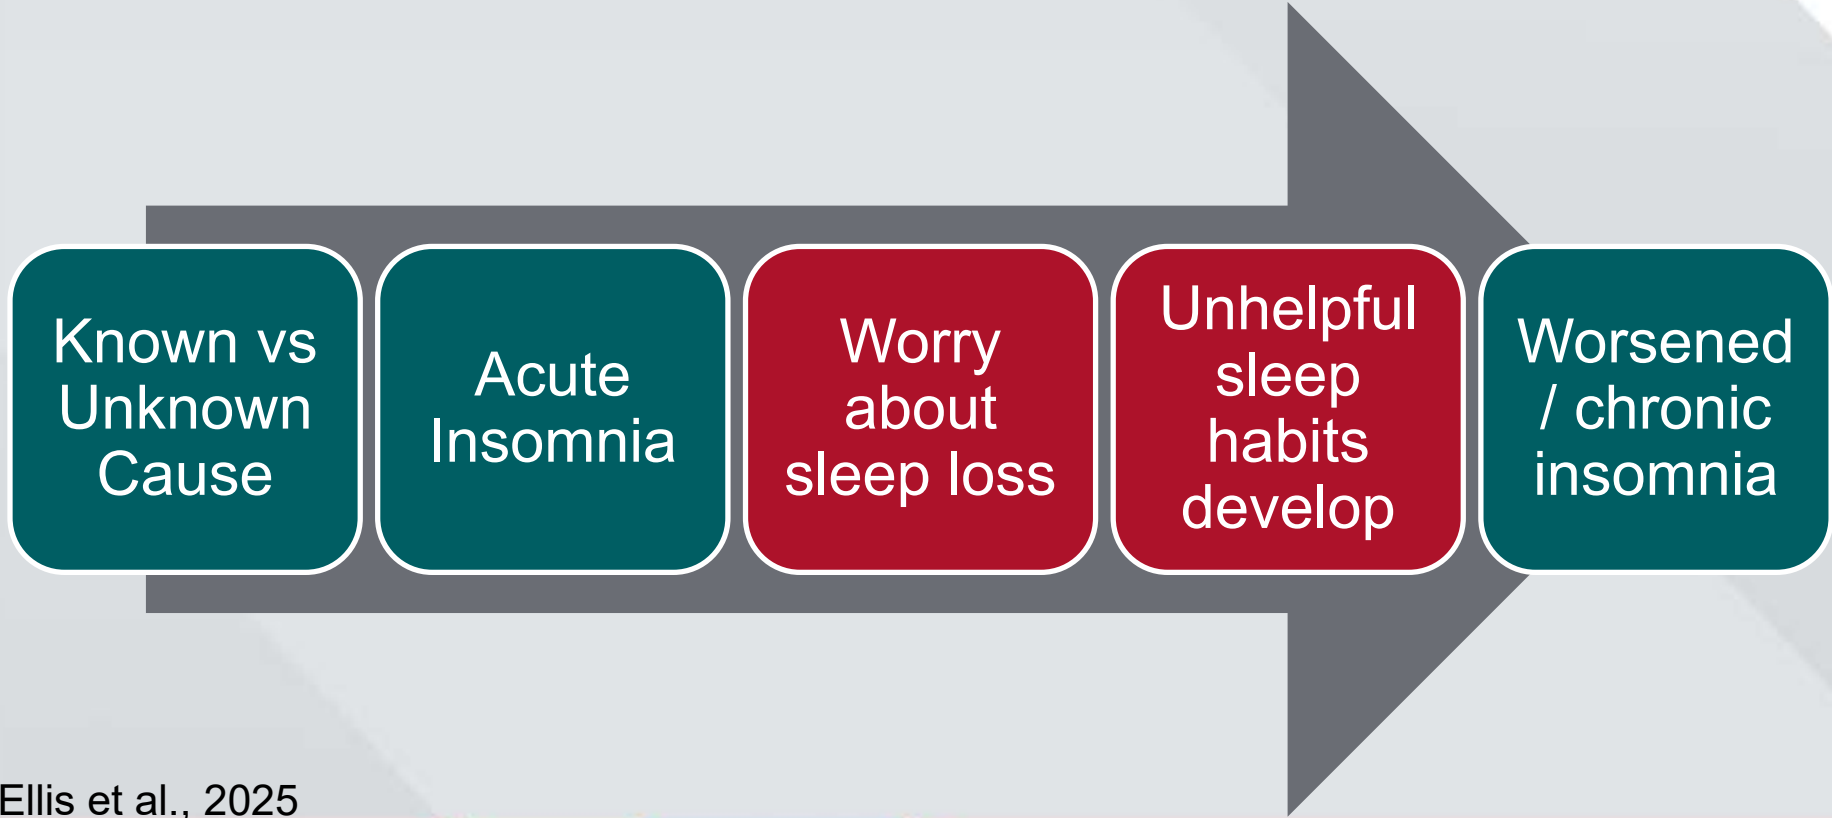 Known vs
Unknown
Cause
Acute
Insomnia
Worry
about
sleep loss
Unhelpful
sleep
habits
develop
Worsened
/ chronic
insomnia
Ellis et al., 2025